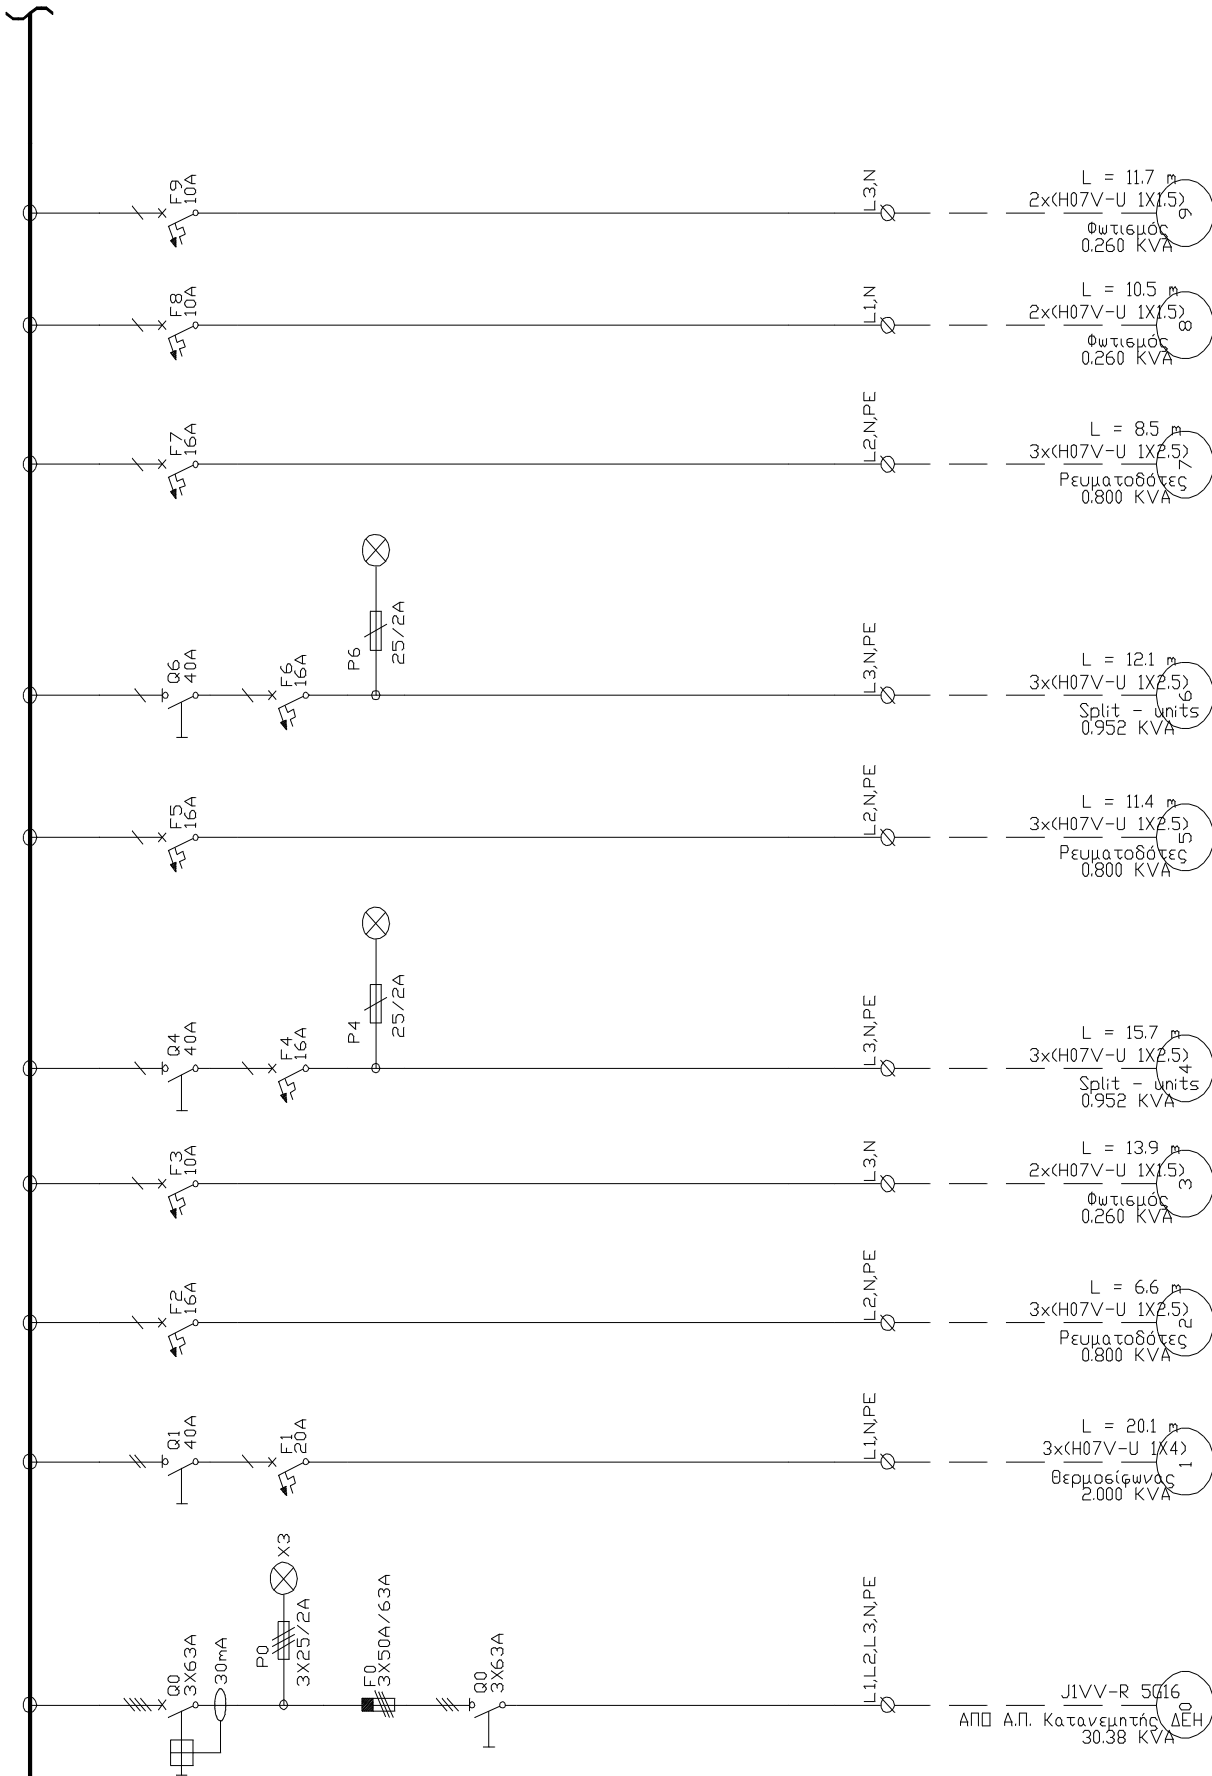 F9
10A
L3,N
L = 11.7 m
2x(H07V-U 1X1.5)
Φωτισμός
0.260 KVA
9
F8
10A
L1,N
L = 10.5 m
2x(H07V-U 1X1.5)
Φωτισμός
0.260 KVA
8
F7
16A
L2,N,PE
L = 8.5 m
3x(H07V-U 1X2.5)
Ρευματοδότες
0.800 KVA
7
Q6
40A
F6
16A
P6
25/2A
L3,N,PE
L = 12.1 m
3x(H07V-U 1X2.5)
Split - units
0.952 KVA
6
F5
16A
L2,N,PE
L = 11.4 m
3x(H07V-U 1X2.5)
Ρευματοδότες
0.800 KVA
5
Q4
40A
F4
16A
P4
25/2A
L3,N,PE
L = 15.7 m
3x(H07V-U 1X2.5)
Split - units
0.952 KVA
4
F3
10A
L3,N
L = 13.9 m
2x(H07V-U 1X1.5)
Φωτισμός
0.260 KVA
3
F2
16A
L2,N,PE
L = 6.6 m
3x(H07V-U 1X2.5)
Ρευματοδότες
0.800 KVA
2
Q1
40A
F1
20A
L1,N,PE
L = 20.1 m
3x(H07V-U 1X4)
Θερμοσίφωνας
2.000 KVA
1
Q0
3X63A
30mA
P0
3X25/2A
X3
F0
3X50A/63A
Q0
3X63A
L1,L2,L3,N,PE
J1VV-R 5G16
ΑΠΟ Α.Π. Κατανεμητής ΔΕΗ
30.38 KVA
0